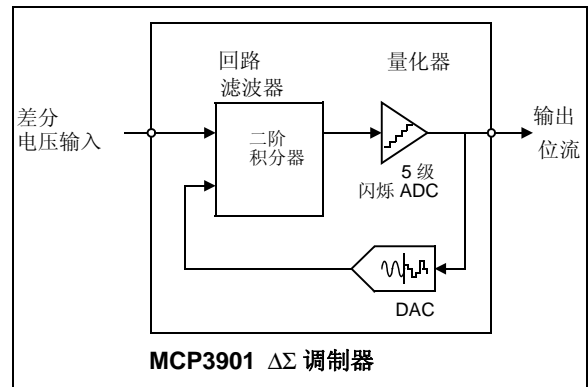 回路
滤波器
量化器
差分
电压输入
二阶
积分器
输出
位流
5 级
闪烁 ADC
DAC
MCP3901 ΔΣ 调制器